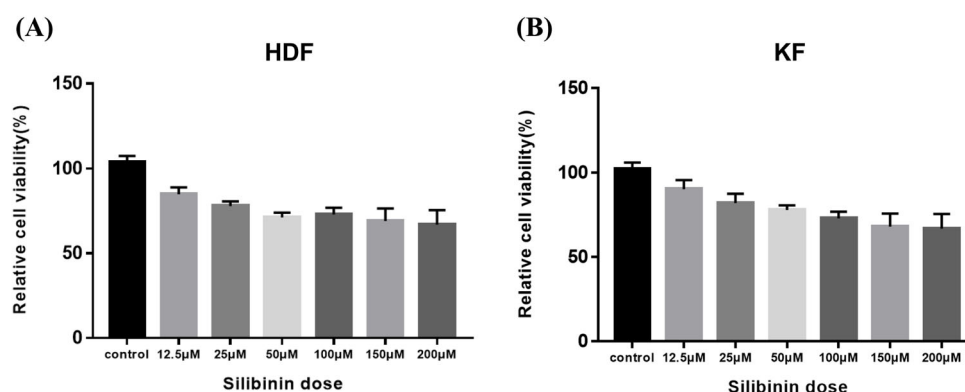 (A)
HDF
Relative cell viability(%)
150
100
50
0
control 12.5μM 25μM 50μM 100μM 150μM 200μM
Silibinin dose
(B)
KF
Relative cell viability(%)
150
100
50
0
control 12.5μM 25μM 50μM 100μM 150μM 200μM
Silibinin dose